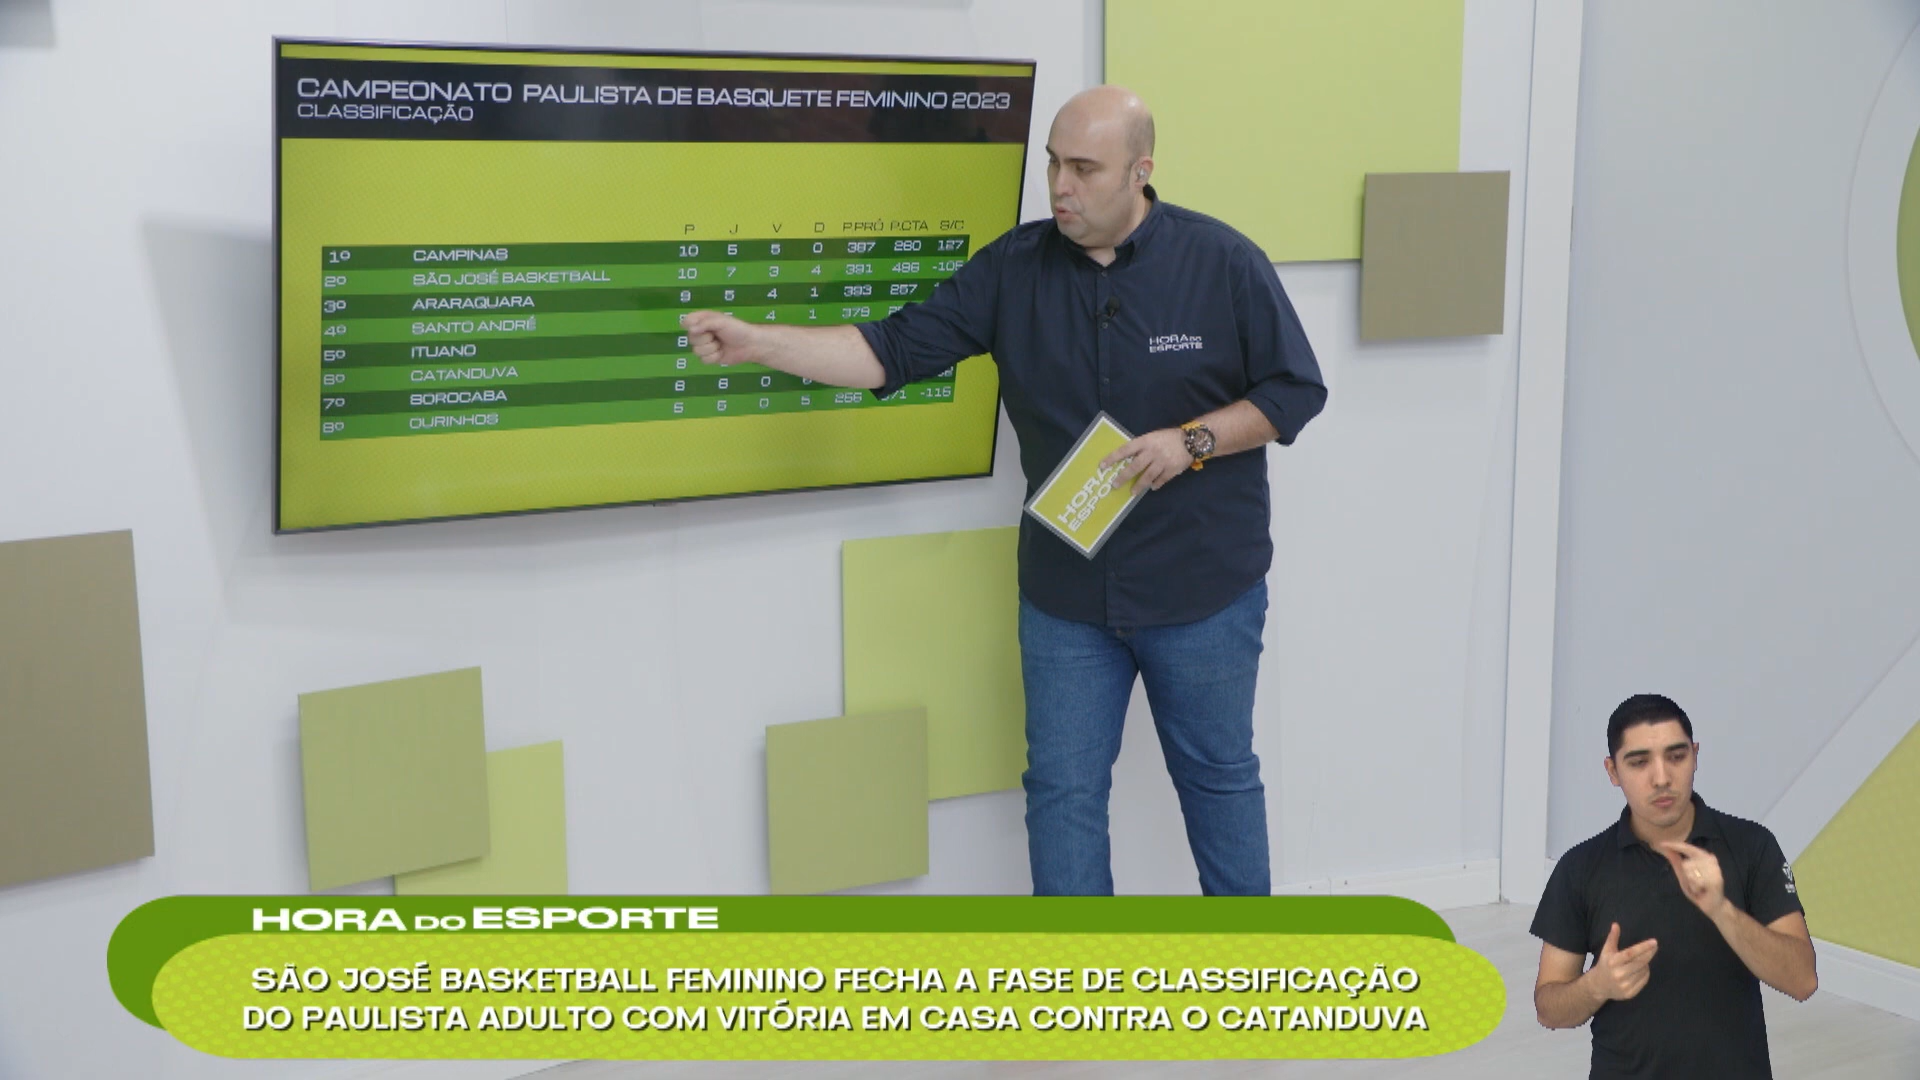 CAMPEONATO PAULISTA DE BASQUETE FEMININO 2023
CLASSIFICAÇÃO
P J V D P.PRÓ P.CTA S/C
1º CAMPINAS 10 5 5 0 387 260 127
2º SÃO JOSÉ BASKETBALL 10 7 3 4 391 496 -105
3º ARARAQUARA 9 5 4 1 393 257
4º SANTO ANDRÉ 4 1 379
5º ITUANO 8
6º CATANDUVA 8
7º SOROCABA 6 6 0
8º OURINHOS 5 5 0 5 256 -115
HORA DO ESPORTE
HORA
ESPORTE
HORA DO ESPORTE
SÃO JOSÉ BASKETBALL FEMININO FECHA A FASE DE CLASSIFICAÇÃO
DO PAULISTA ADULTO COM VITÓRIA EM CASA CONTRA O CATANDUVA